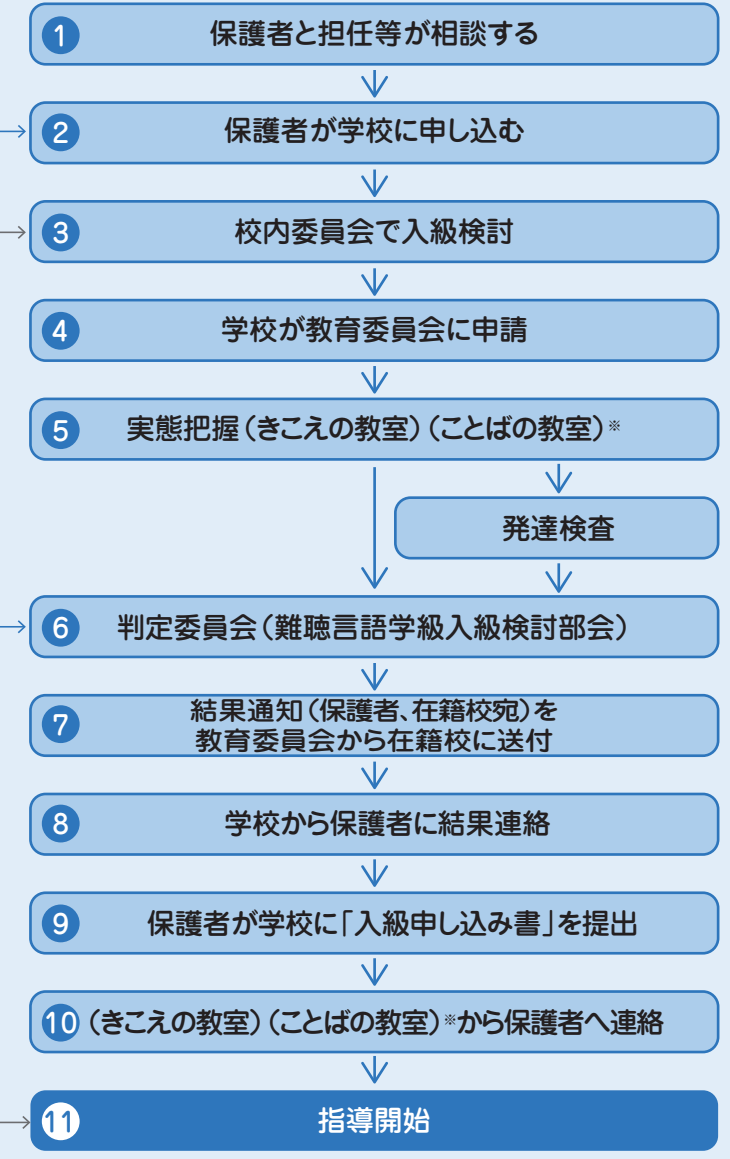 ① 保護者と担任等が相談する
② 保護者が学校に申し込む
③ 校内委員会で入級検討
④ 学校が教育委員会に申請
⑤ 実態把握(きこえの教室)(ことばの教室)※
発達検査
⑥ 判定委員会(難聴言語学級入級検討部会)
⑦ 結果通知(保護者、在籍校宛)を
教育委員会から在籍校に送付
⑧ 学校から保護者に結果連絡
⑨ 保護者が学校に「入級申し込み書」を提出
⑩ (きこえの教室)(ことばの教室)※から保護者へ連絡
⑪ 指導開始